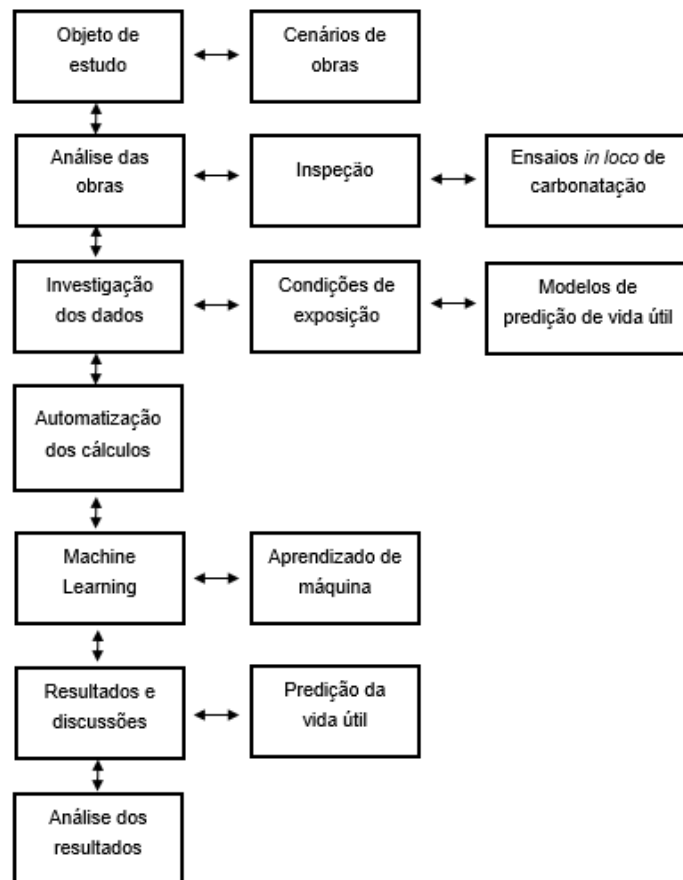 Objeto de
estudo
Cenários de
obras
Análise das
obras
Inspeção
Ensaios in loco de
carbonatação
Investigação
dos dados
Condições de
exposição
Modelos de
predição de vida útil
Automatização
dos cálculos
Machine
Learning
Aprendizado de
máquina
Resultados e
discussões
Predição da
vida útil
Análise dos
resultados